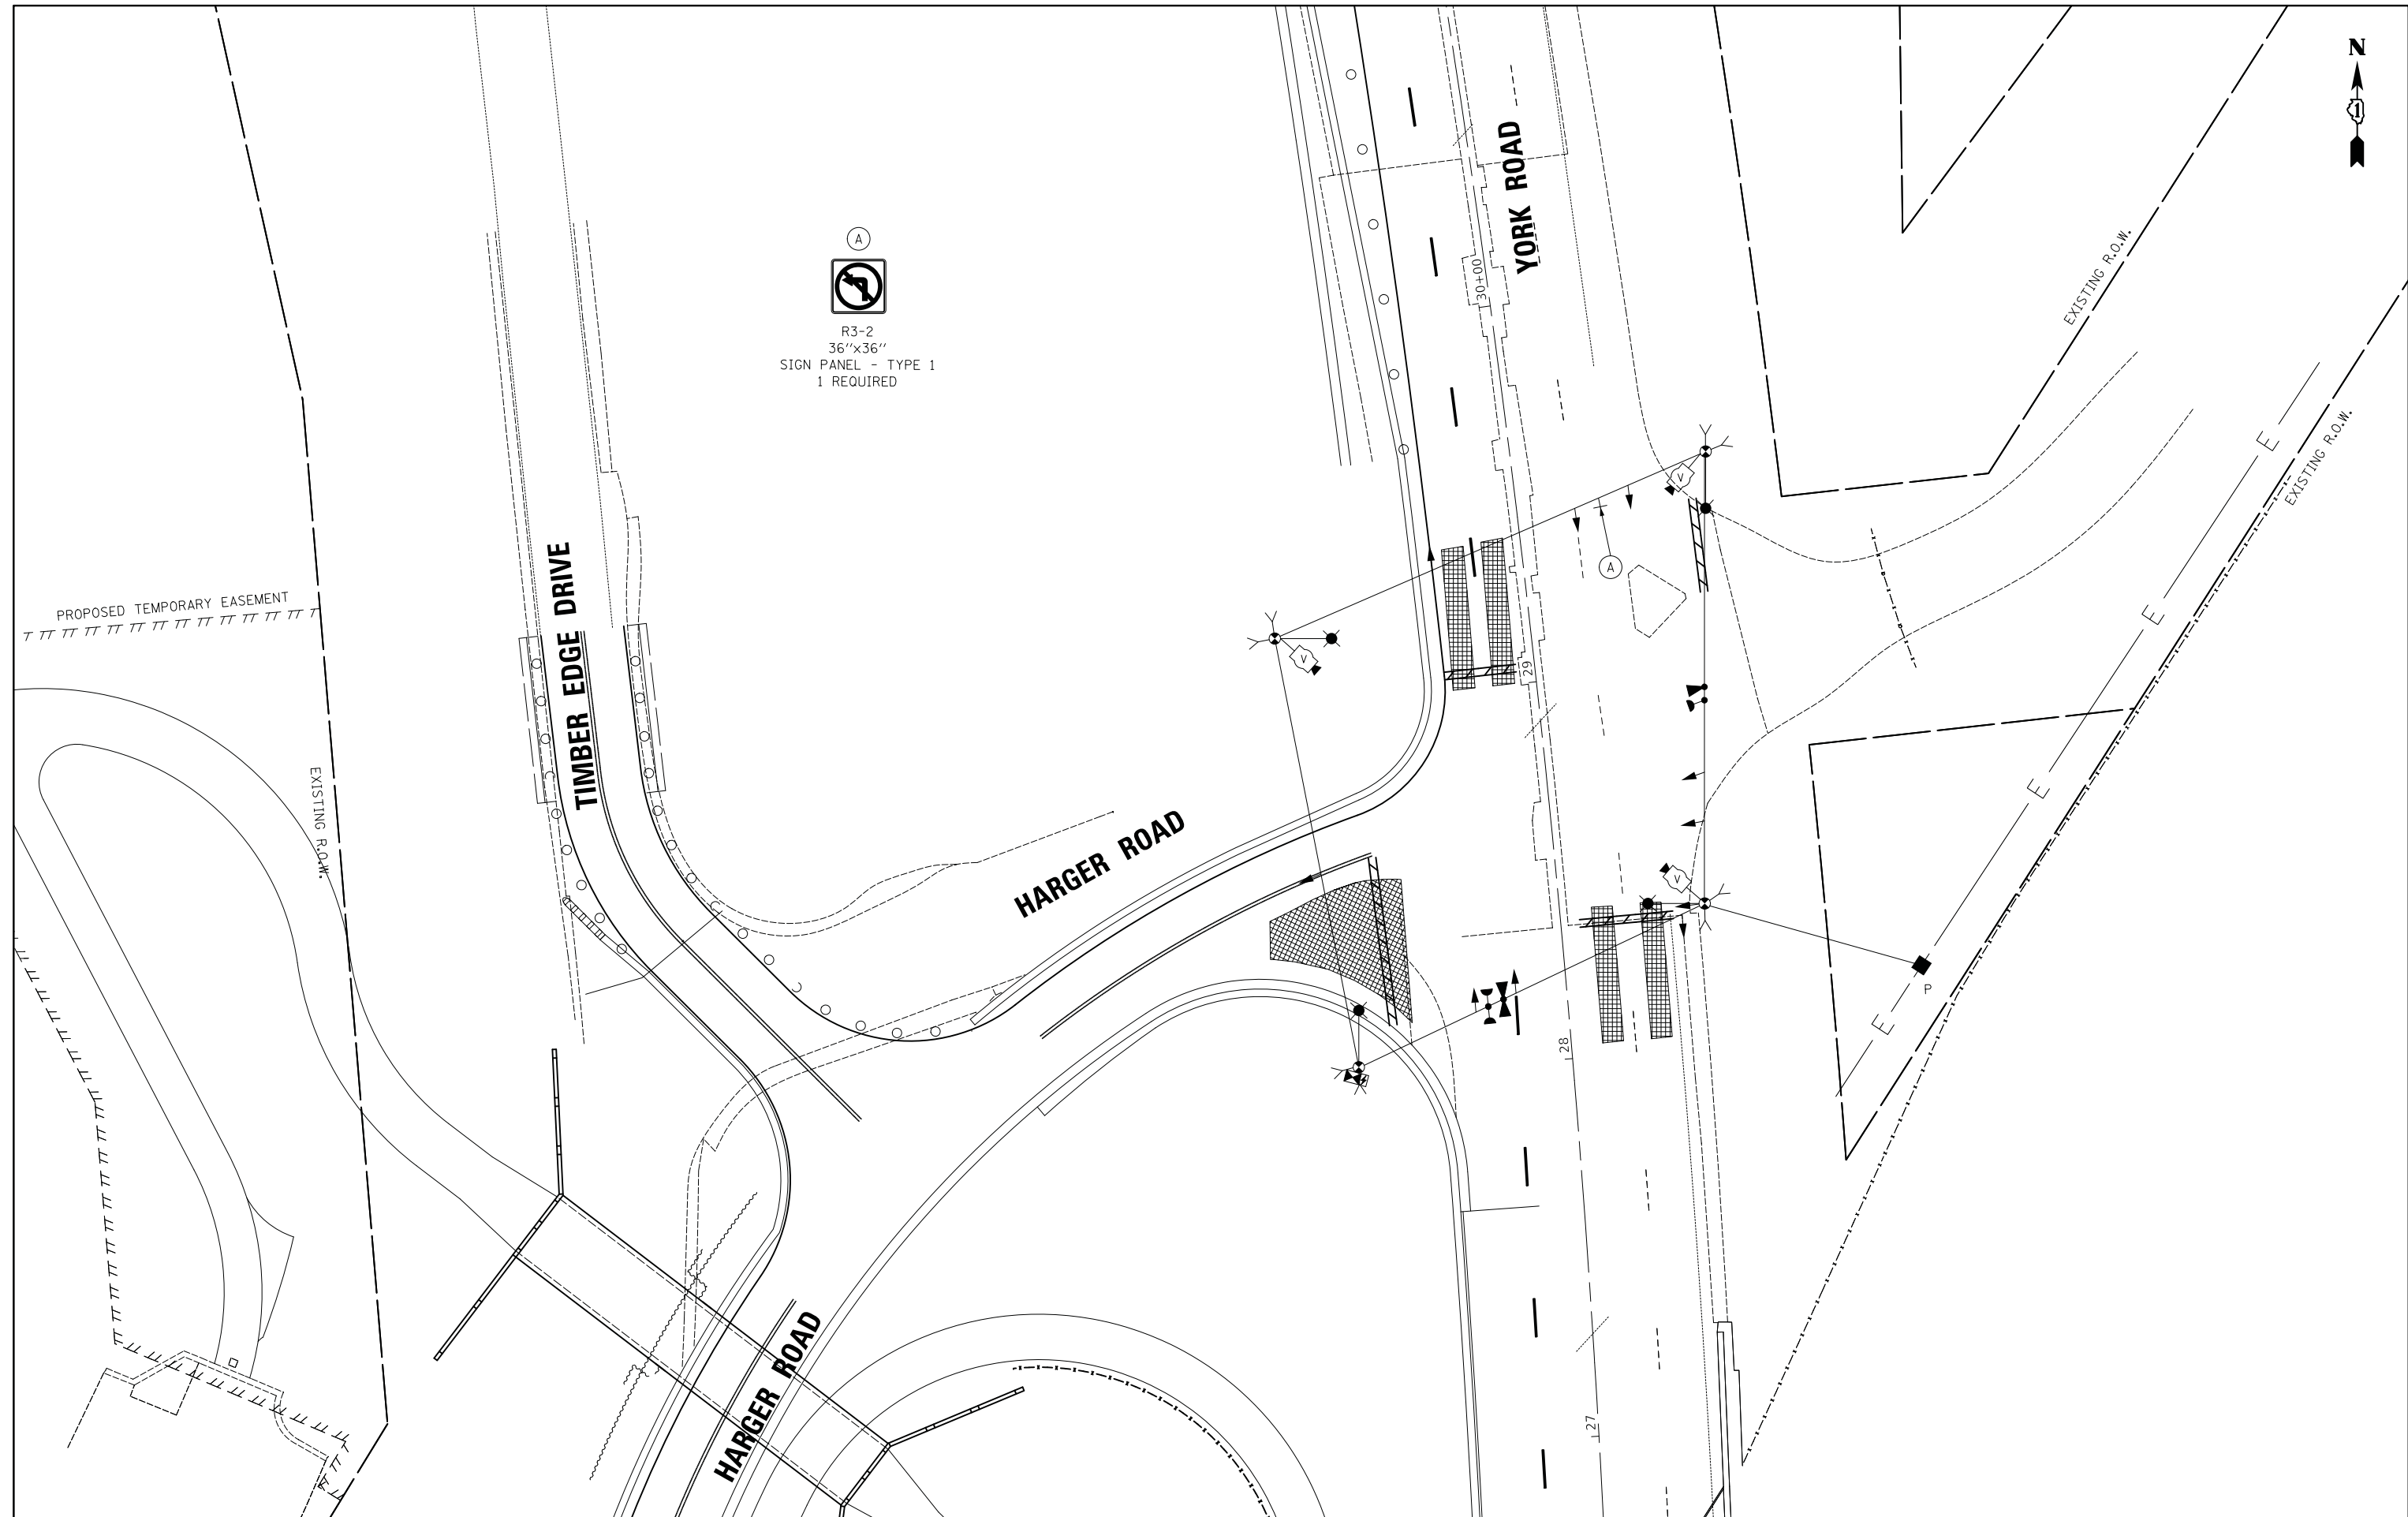 N
1
YORK ROAD
A
R3-2
36"x36"
SIGN PANEL - TYPE 1
1 REQUIRED
30+00
EXISTING R.O.W.
EXISTING R.O.W.
E
V
A
TIMBER EDGE DRIVE
PROPOSED TEMPORARY EASEMENT
E
V
29
E
EXISTING R.O.W.
HARGER ROAD
V
P
E
28
HARGER ROAD
27